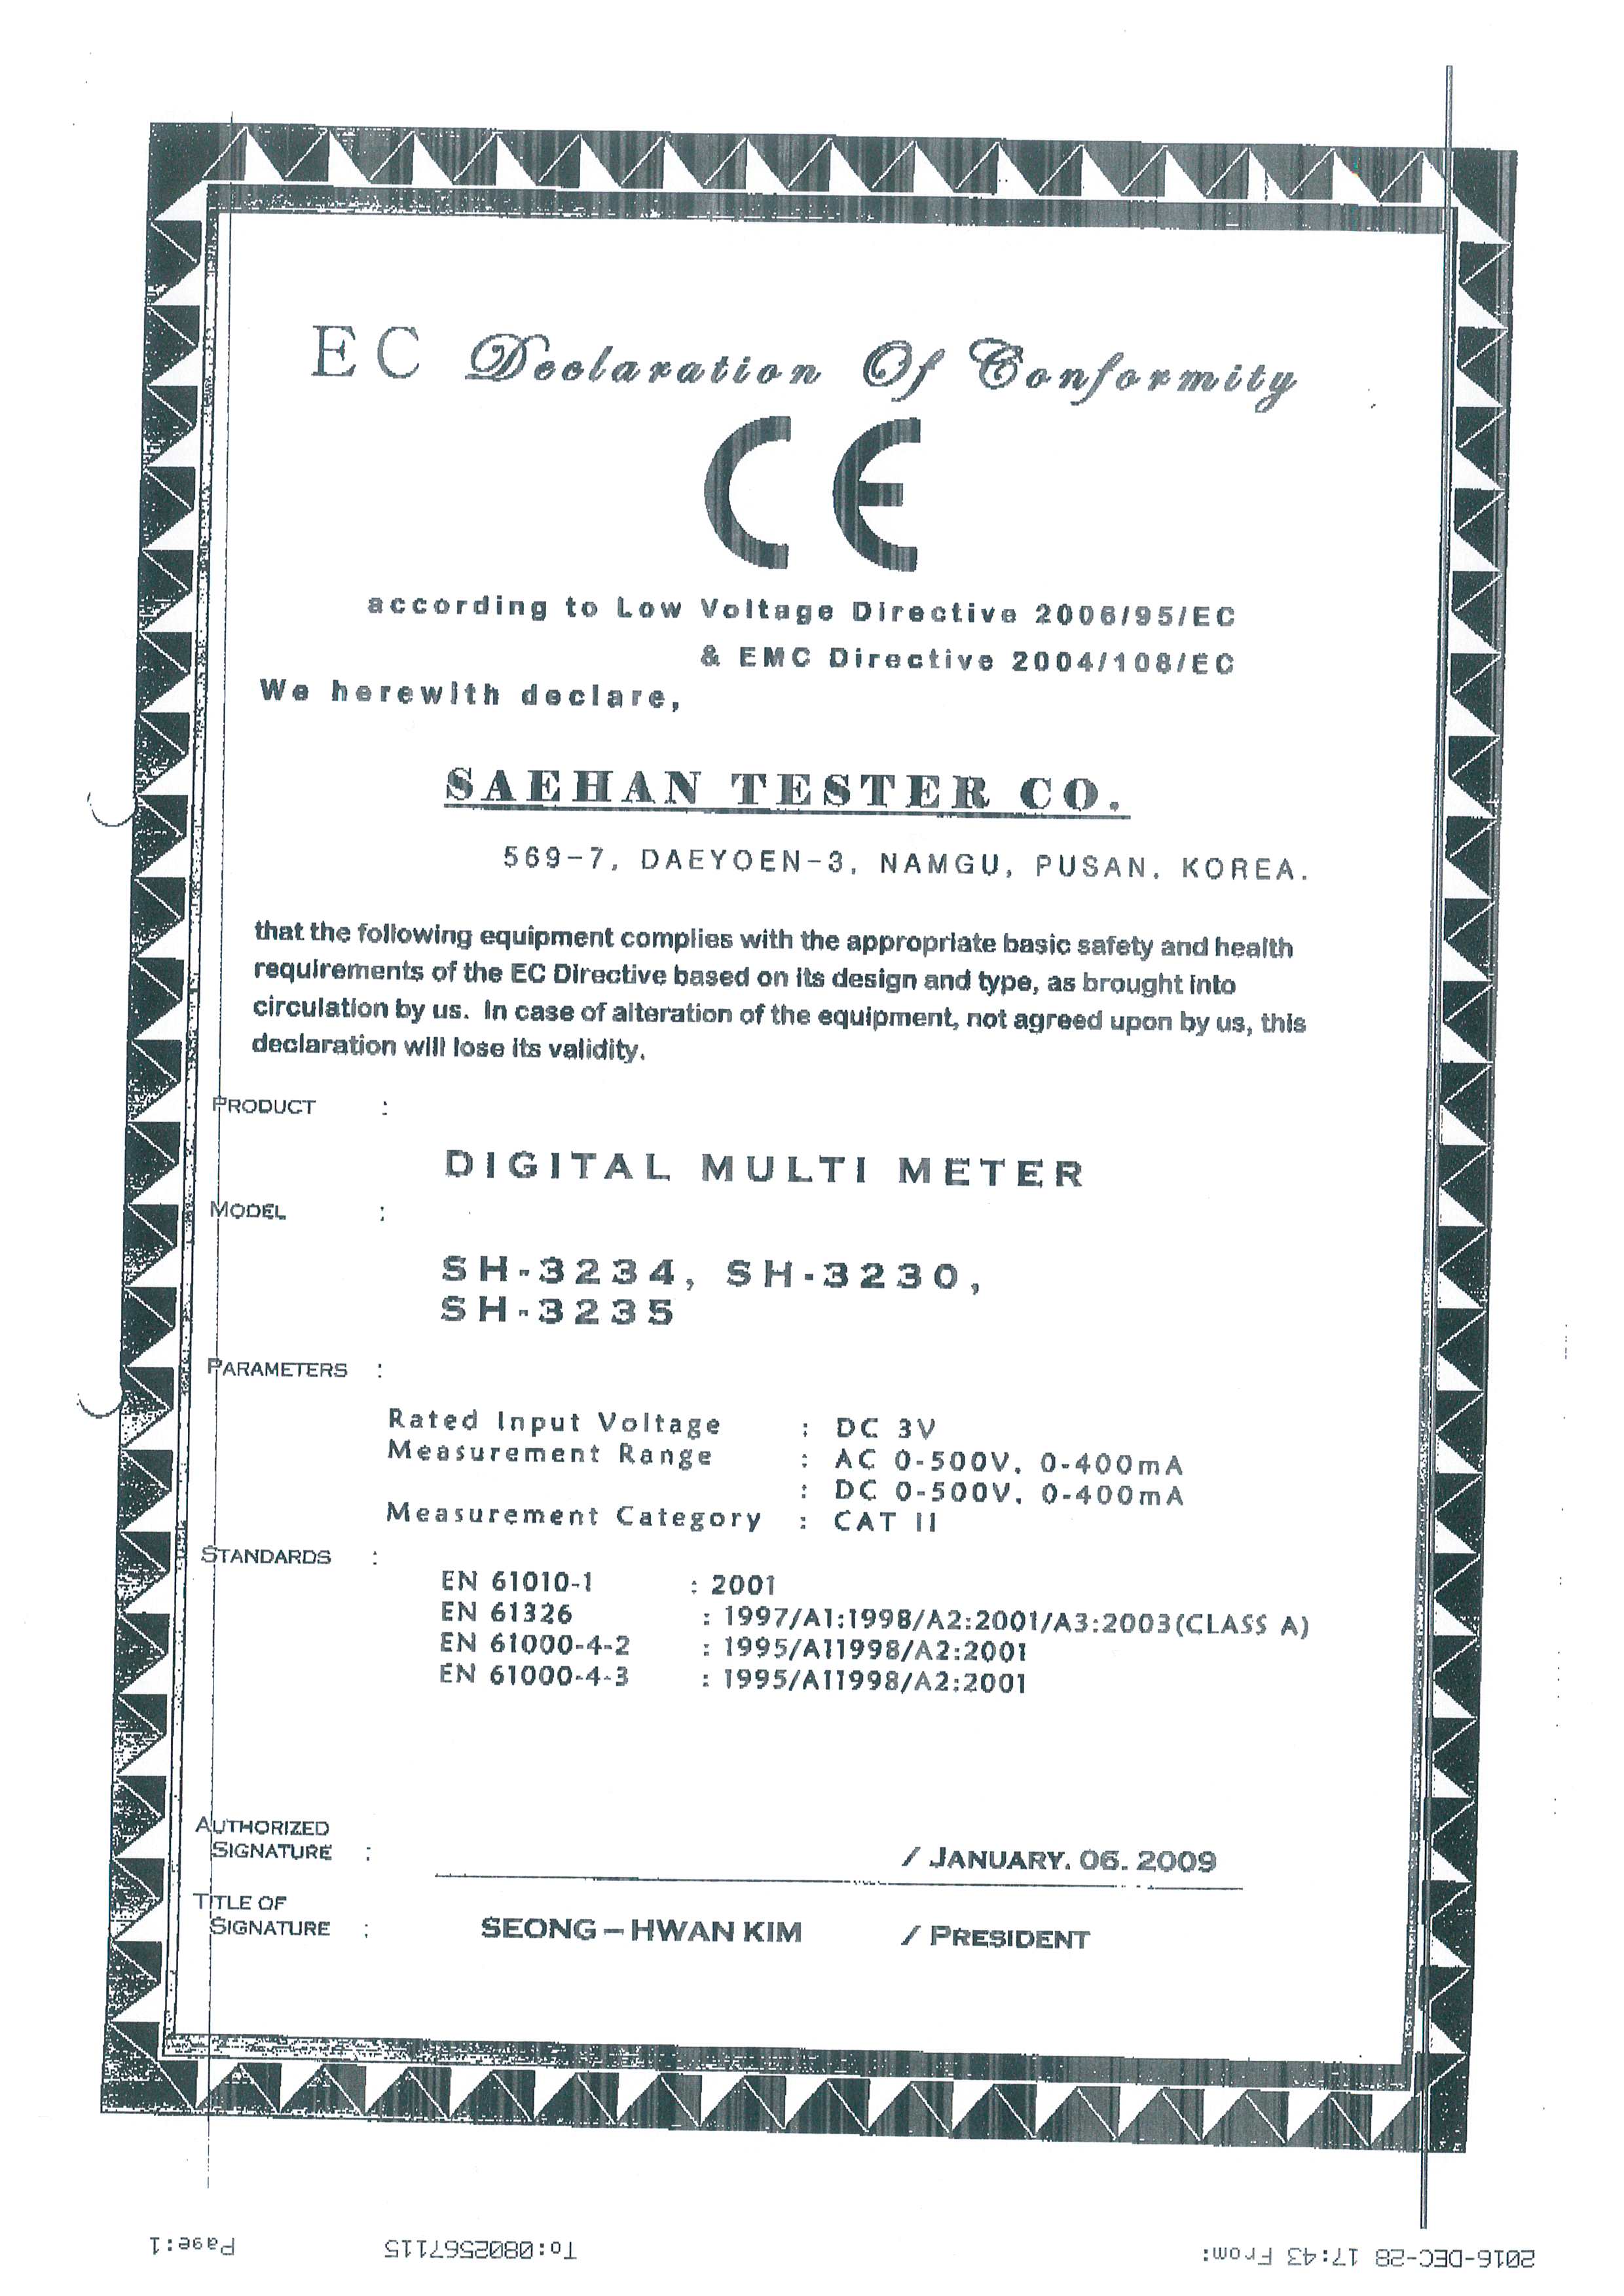 EC Declaration Of Conformity
CE
according to Low Voltage Directive 2006/95/EC
& EMC Directive 2004/108/EC
We herewith declare,
SAEHAN TESTER CO.
569-7, DAEYOEN-3, NAMGU, PUSAN, KOREA.
that the following equipment complies with the appropriate basic safety and health
requirements of the EC Directive based on its design and type, as brought into
circulation by us. In case of alteration of the equipment, not agreed upon by us, this
declaration will lose its validity.
PRODUCT :
DIGITAL MULTI METER
MODEL :
SH-3234, SH-3230,
SH-3235
PARAMETERS :
Rated Input Voltage : DC 3V
Measurement Range : AC 0-500V, 0-400mA
: DC 0-500V, 0-400mA
Measurement Category : CAT II
STANDARDS :
EN 61010-1 : 2001
EN 61326 : 1997/A1:1998/A2:2001/A3:2003(CLASS A)
EN 61000-4-2 : 1995/A11998/A2:2001
EN 61000-4-3 : 1995/A11998/A2:2001
AUTHORIZED
SIGNATURE : / JANUARY. 06. 2009
TITLE OF
SIGNATURE : SEONG-HWAN KIM / PRESIDENT
2016-DEC-28 17:43 From: To:0802567115 Page:1